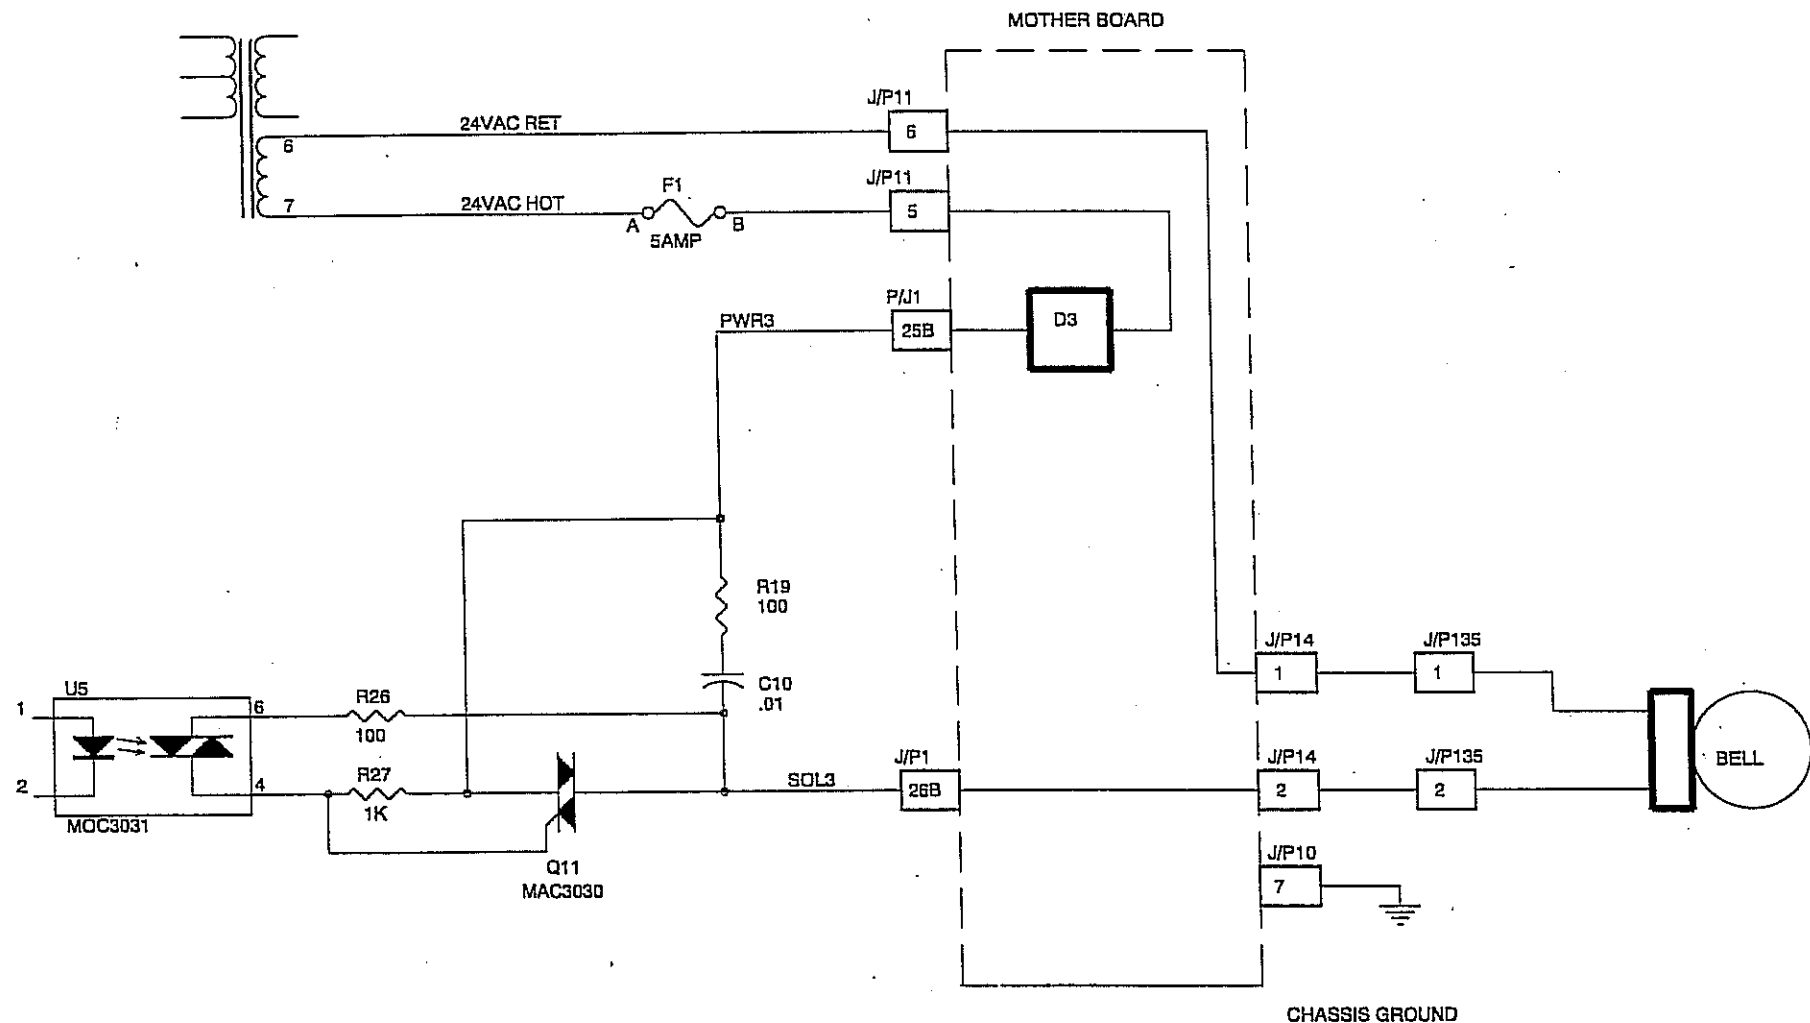 MOTHER BOARD
J/P11
24VAC RET
6
6
J/P11
F1
24VAC HOT
7
5
A
B
5AMP
P/J1
PWR3
25B
D3
R19
100
C10
.01
J/P14
J/P135
1
1
U5
1
6
R26
100
2
4
R27
1K
MOC3031
Q11
MAC3030
J/P1
SOL3
26B
J/P14
J/P135
2
2
BELL
J/P10
7
CHASSIS GROUND